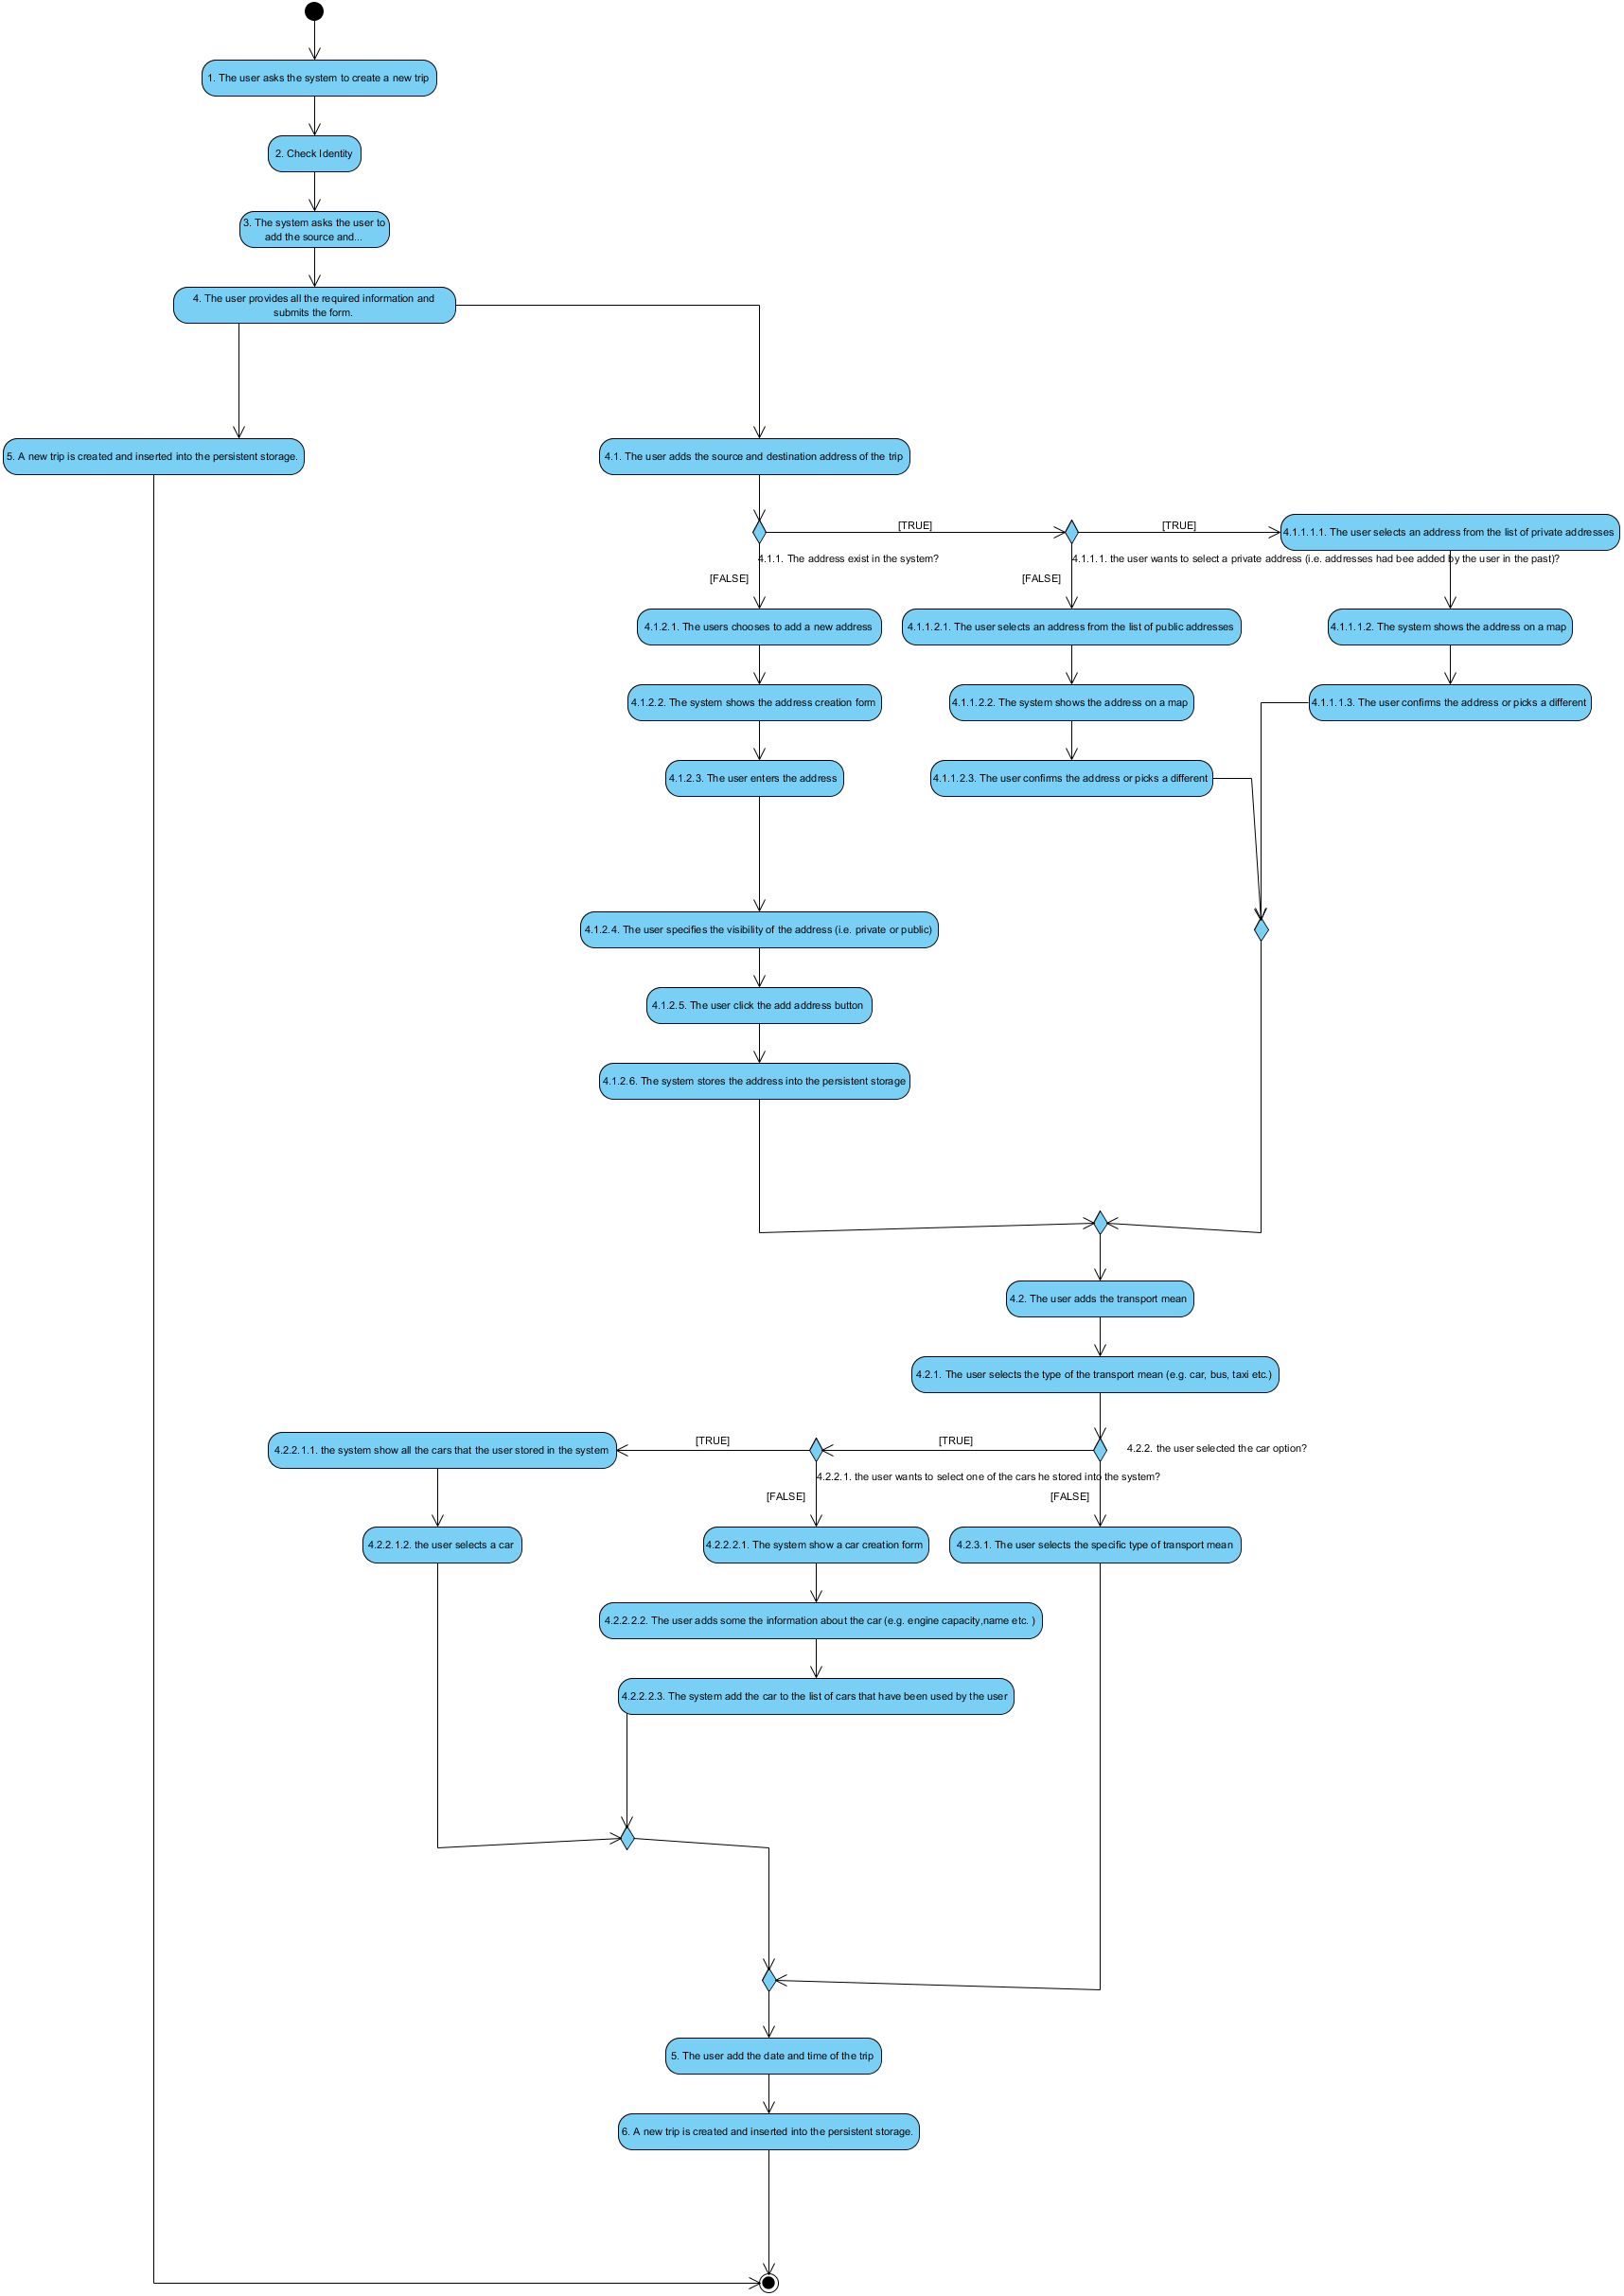 1. The user asks the system to create a new trip
2. Check Identity
3. The system asks the user to
add the source and...
4. The user provides all the required information and
submits the form.
5. A new trip is created and inserted into the persistent storage.
4.1. The user adds the source and destination address of the trip
[TRUE]
[TRUE]
4.1.1.1.1. The user selects an address from the list of private addresses
4.1.1. The address exist in the system?
4.1.1.1. the user wants to select a private address (i.e. addresses had bee added by the user in the past)?
[FALSE]
[FALSE]
4.1.2.1. The users chooses to add a new address
4.1.1.2.1. The user selects an address from the list of public addresses
4.1.1.1.2. The system shows the address on a map
4.1.2.2. The system shows the address creation form
4.1.1.2.2. The system shows the address on a map
4.1.1.1.3. The user confirms the address or picks a different
4.1.2.3. The user enters the address
4.1.1.2.3. The user confirms the address or picks a different
4.1.2.4. The user specifies the visibility of the address (i.e. private or public)
4.1.2.5. The user click the add address button
4.1.2.6. The system stores the address into the persistent storage
4.2. The user adds the transport mean
4.2.1. The user selects the type of the transport mean (e.g. car, bus, taxi etc.)
4.2.2.1.1. the system show all the cars that the user stored in the system
[TRUE]
[TRUE]
4.2.2. the user selected the car option?
4.2.2.1. the user wants to select one of the cars he stored into the system?
[FALSE]
[FALSE]
4.2.2.1.2. the user selects a car
4.2.2.2.1. The system show a car creation form
4.2.3.1. The user selects the specific type of transport mean
4.2.2.2.2. The user adds some the information about the car (e.g. engine capacity,name etc. )
4.2.2.2.3. The system add the car to the list of cars that have been used by the user
5. The user add the date and time of the trip
6. A new trip is created and inserted into the persistent storage.